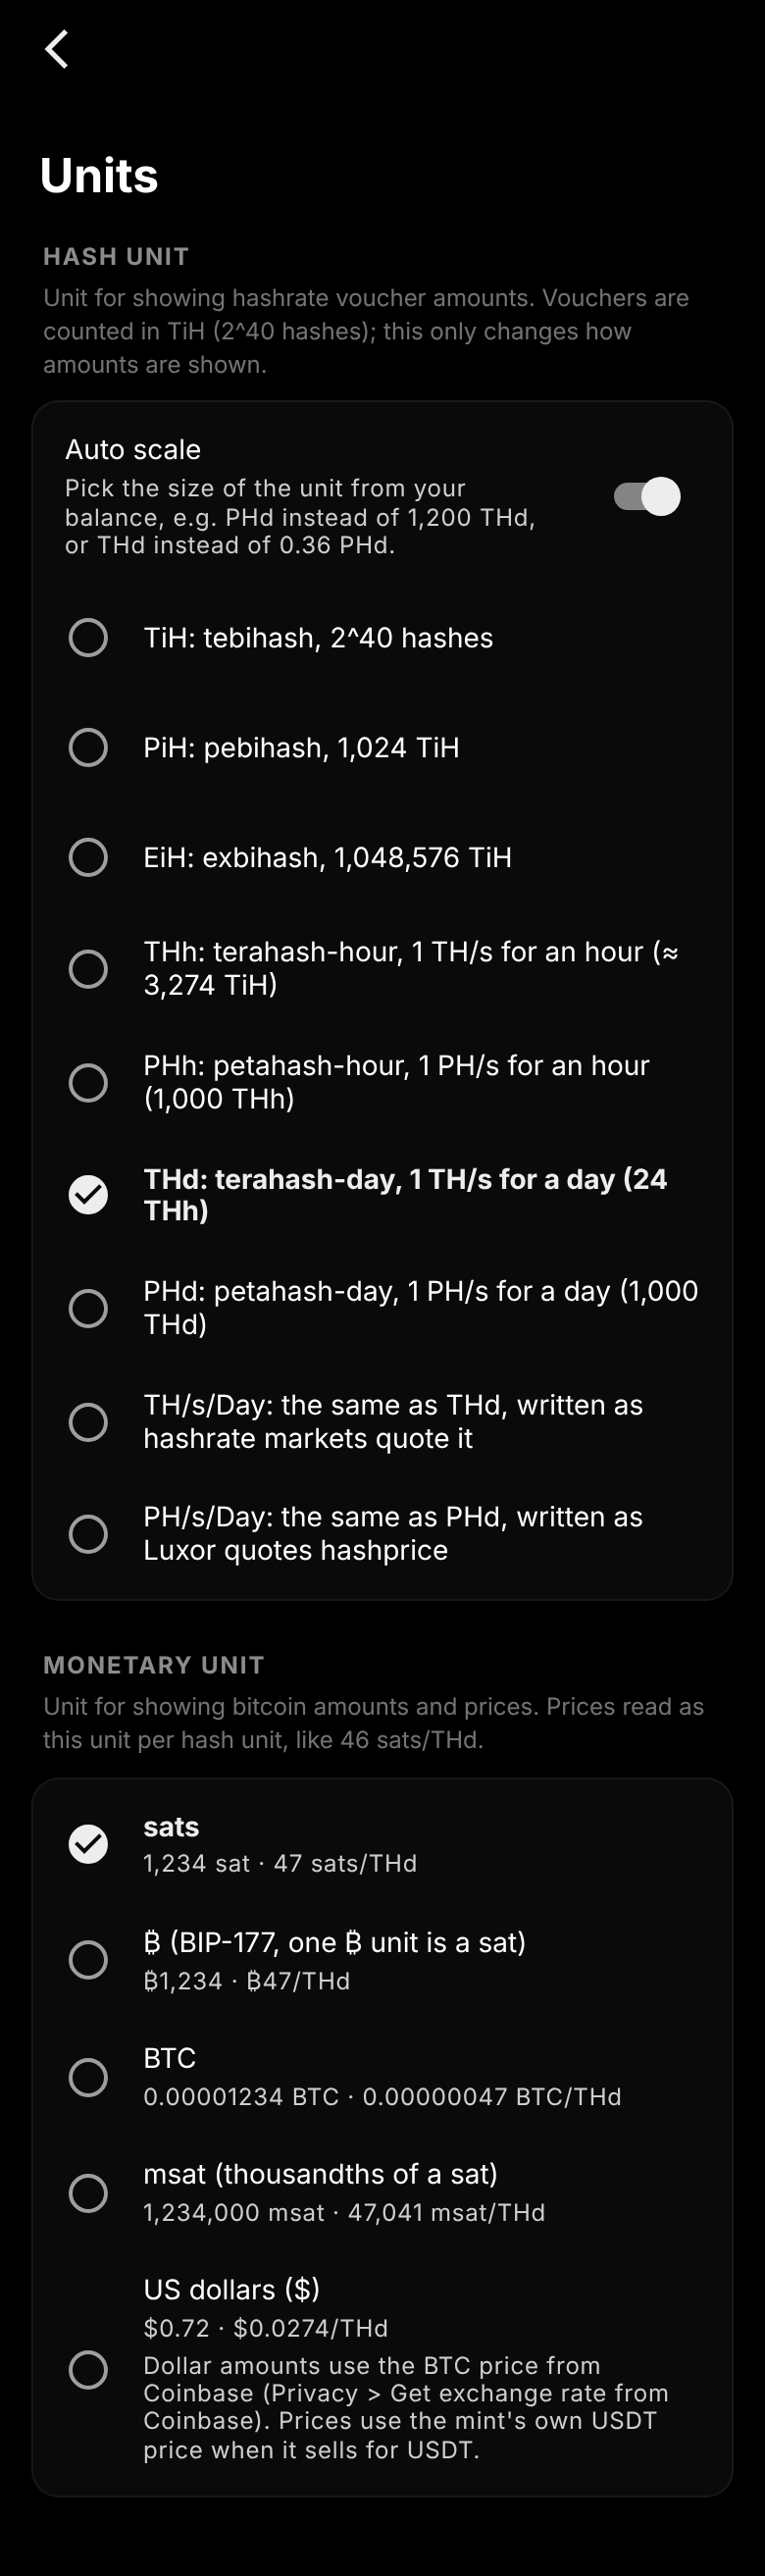 Units
HASH UNIT
Unit for showing hashrate voucher amounts. Vouchers are
counted in TiH (2^40 hashes); this only changes how
amounts are shown.
Auto scale
Pick the size of the unit from your
balance, e.g. PHd instead of 1,200 THd,
or THd instead of 0.36 PHd.
TiH: tebihash, 2^40 hashes
PiH: pebihash, 1,024 TiH
EiH: exbihash, 1,048,576 TiH
THh: terahash-hour, 1 TH/s for an hour (≈
3,274 TiH)
PHh: petahash-hour, 1 PH/s for an hour
(1,000 THh)
THd: terahash-day, 1 TH/s for a day (24
THh)
PHd: petahash-day, 1 PH/s for a day (1,000
THd)
TH/s/Day: the same as THd, written as
hashrate markets quote it
PH/s/Day: the same as PHd, written as
Luxor quotes hashprice
MONETARY UNIT
Unit for showing bitcoin amounts and prices. Prices read as
this unit per hash unit, like 46 sats/THd.
sats
1,234 sat · 47 sats/THd
₿ (BIP-177, one ₿ unit is a sat)
₿1,234 · ₿47/THd
BTC
0.00001234 BTC · 0.00000047 BTC/THd
msat (thousandths of a sat)
1,234,000 msat · 47,041 msat/THd
US dollars ($)
$0.72 · $0.0274/THd
Dollar amounts use the BTC price from
Coinbase (Privacy > Get exchange rate from
Coinbase). Prices use the mint's own USDT
price when it sells for USDT.